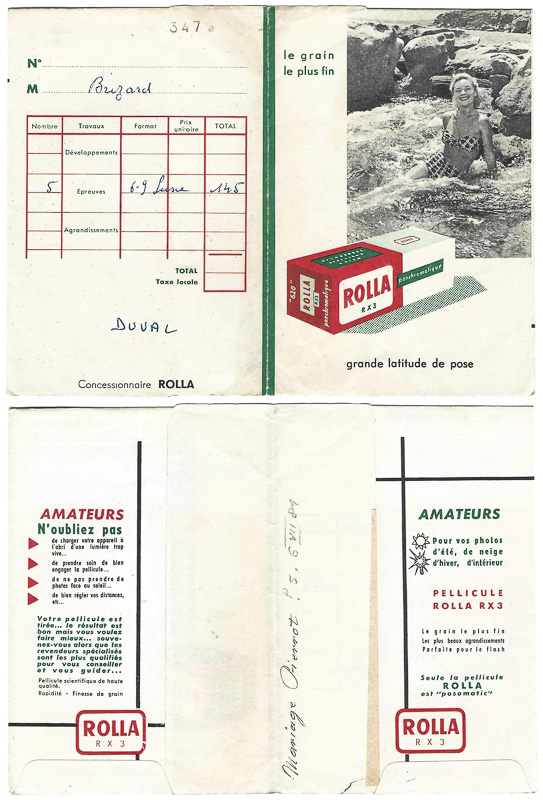 347
N°
M Brizard
Nombre Travaux Format Prix unitaire TOTAL
Développements
5 Epreuves 6-9 145
Agrandissements
TOTAL
Taxe locale
DUVAL
Concessionnaire ROLLA
le grain
le plus fin
"620"
ROLLA
RX3
panchromatique
ROLLA
RX3
panchromatique
grande latitude de pose
AMATEURS
N'oubliez pas
de charger votre appareil à
l'abri d'une lumière trop
vive...
de prendre soin de bien
engager la pellicule...
de ne pas prendre de
photos face au soleil...
de bien régler vos distances,
etc...
Votre pellicule est
tirée... le résultat est
bon mais vous voulez
faire mieux... souve-
nez-vous alors que les
revendeurs spécialisés
sont les plus qualifiés
pour vous conseiller
et vous guider...
Pellicule scientifique de haute
qualité.
Rapidité - Finesse de grain
ROLLA
RX3
Mariage
AMATEURS
Pour vos photos
d'été, de neige
d'hiver, d'intérieur
PELLICULE
ROLLA RX3
Le grain le plus fin
Les plus beaux agrandissements
Parfaite pour le flash
Seule la pellicule
ROLLA
est "posomatic"
ROLLA
RX3